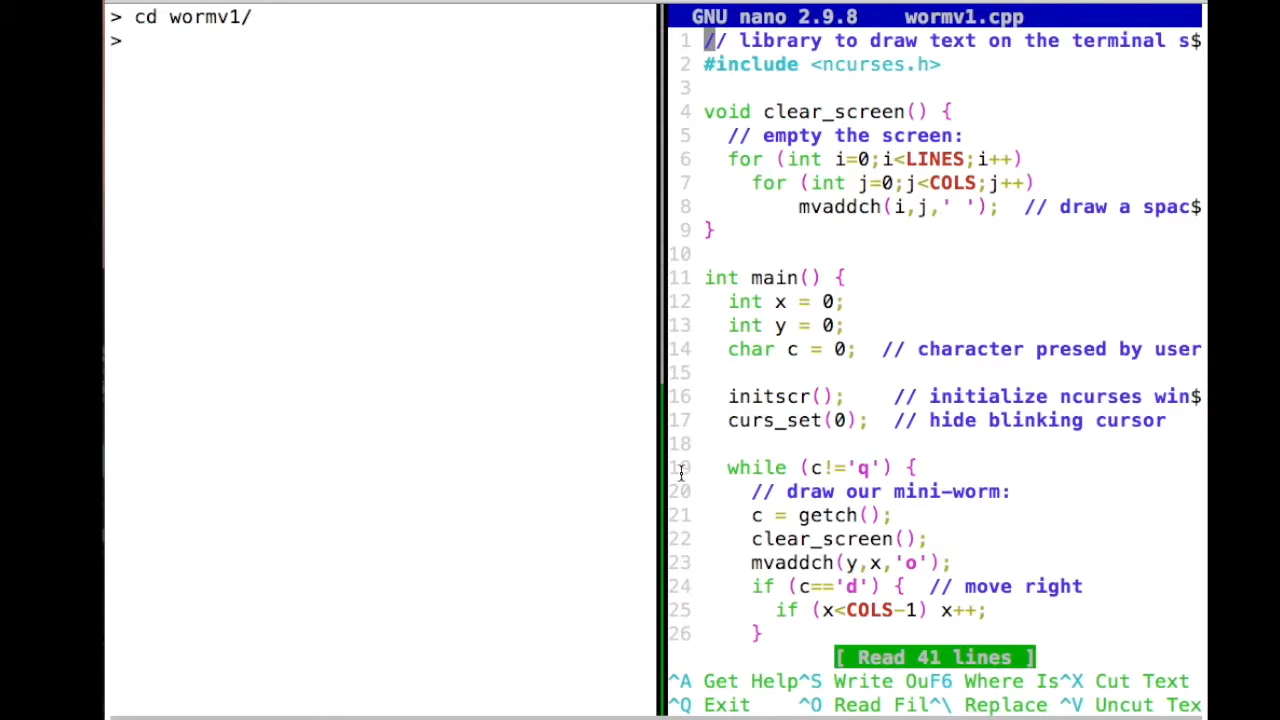 > cd wormv1/
>
GNU nano 2.9.8 wormv1.cpp
1 // library to draw text on the terminal s$
2 #include <ncurses.h>
3
4 void clear_screen() {
5 // empty the screen:
6 for (int i=0;i<LINES;i++)
7 for (int j=0;j<COLS;j++)
8 mvaddch(i,j,' '); // draw a spac$
9 }
10
11 int main() {
12 int x = 0;
13 int y = 0;
14 char c = 0; // character presed by user
15
16 initscr(); // initialize ncurses win$
17 curs_set(0); // hide blinking cursor
18
19 while (c!='q') {
20 // draw our mini-worm:
21 c = getch();
22 clear_screen();
23 mvaddch(y,x,'o');
24 if (c=='d') { // move right
25 if (x<COLS-1) x++;
26 }
[ Read 41 lines ]
^A Get Help^S Write OuF6 Where Is^X Cut Text
^Q Exit ^O Read Fil^\ Replace ^V Uncut Tex